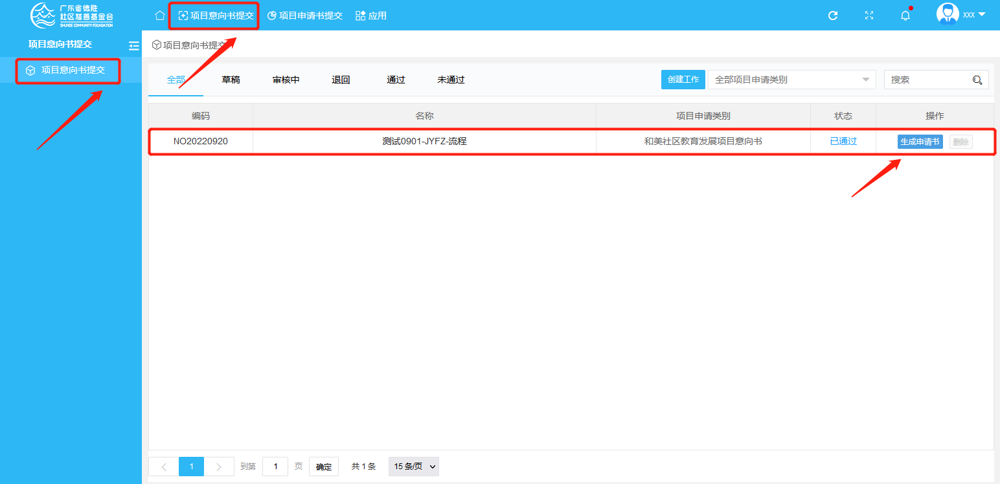 广东省德胜
社区慈善基金会
SHUNDE COMMUNITY FOUNDATION
项目意向书提交 项目申请书提交 应用 xxx
项目意向书提交
项目意向书提交
项目意向书提交
全部 草稿 审核中 退回 通过 未通过 创建工作 全部项目申请类别 搜索
编码 名称 项目申请类别 状态 操作
NO20220920 测试0901-JYFZ-流程 和美社区教育发展项目意向书 已通过 生成申请书 删除
1 到第 1 页 确定 共 1 条 15 条/页